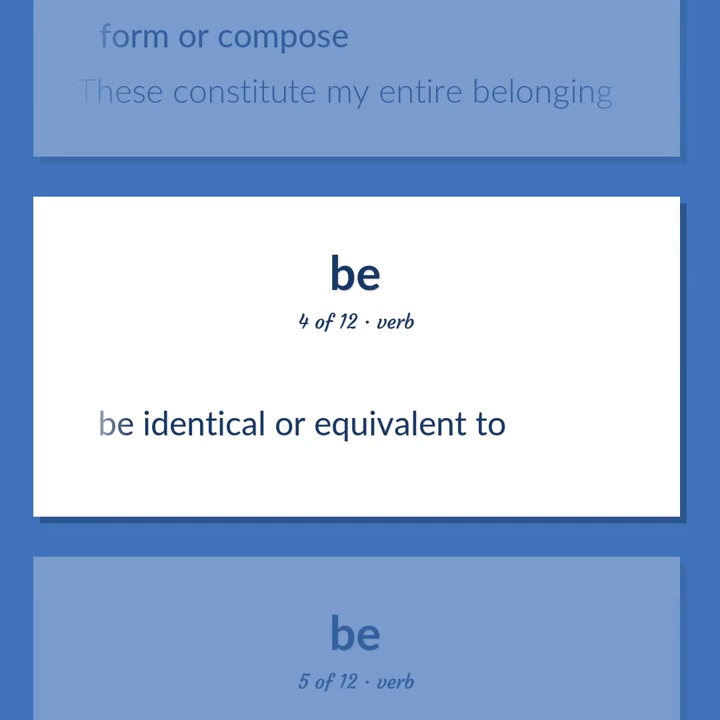 form or compose
These constitute my entire belonging
be
4 of 12 · verb
be identical or equivalent to
be
5 of 12 · verb